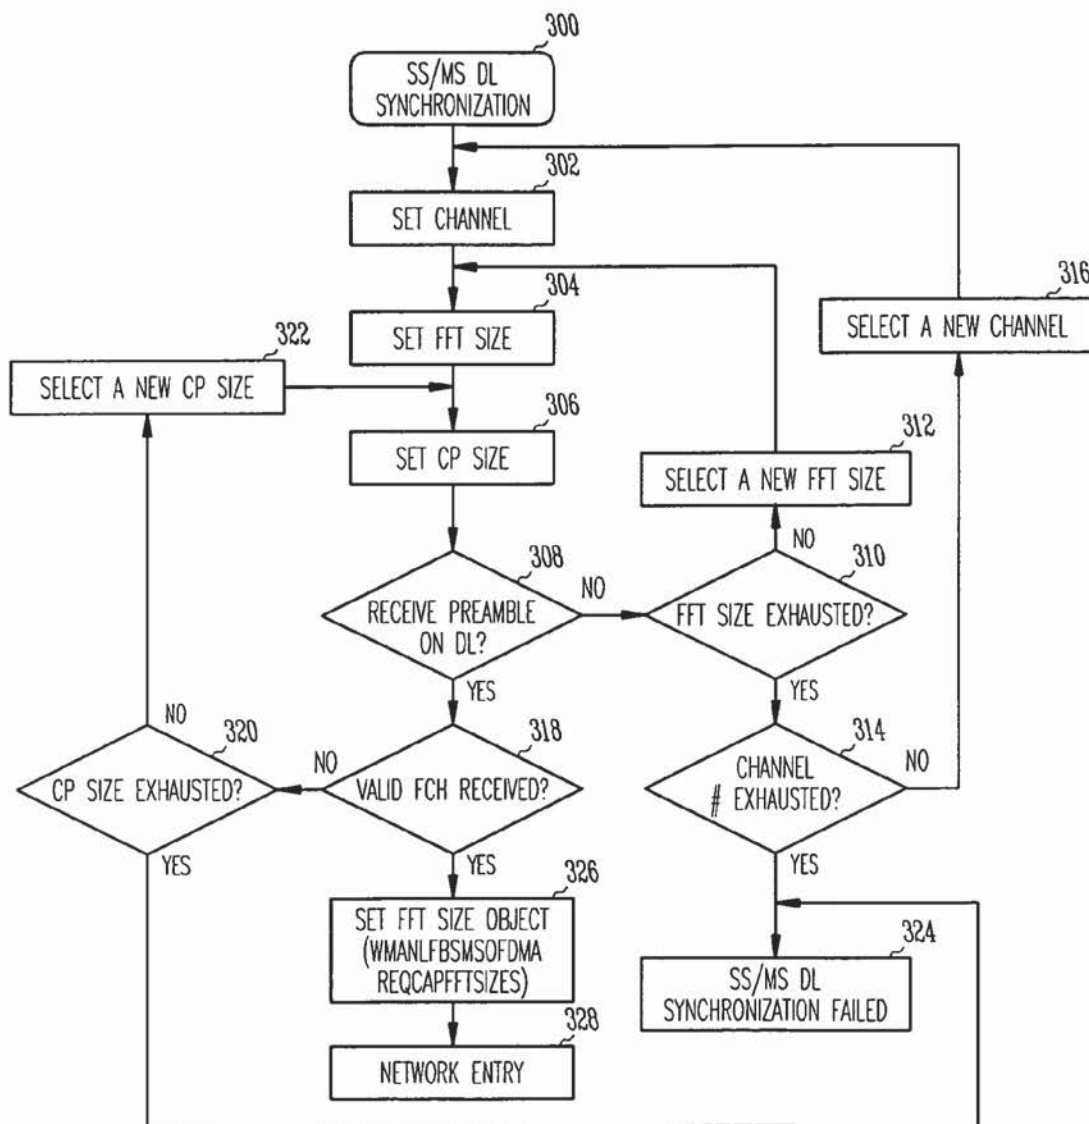 300
SS/MS DL
SYNCHRONIZATION
302
SET CHANNEL
304
SET FFT SIZE
316
SELECT A NEW CHANNEL
322
SELECT A NEW CP SIZE
306
SET CP SIZE
312
SELECT A NEW FFT SIZE
NO
308
RECEIVE PREAMBLE
ON DL?
NO
310
FFT SIZE EXHAUSTED?
YES
YES
NO
320
CP SIZE EXHAUSTED?
NO
318
VALID FCH RECEIVED?
314
CHANNEL
# EXHAUSTED?
NO
YES
YES
YES
326
SET FFT SIZE OBJECT
(WMANLFBSMSOFDMA
REQCAPFFTSIZES)
324
SS/MS DL
SYNCHRONIZATION FAILED
328
NETWORK ENTRY